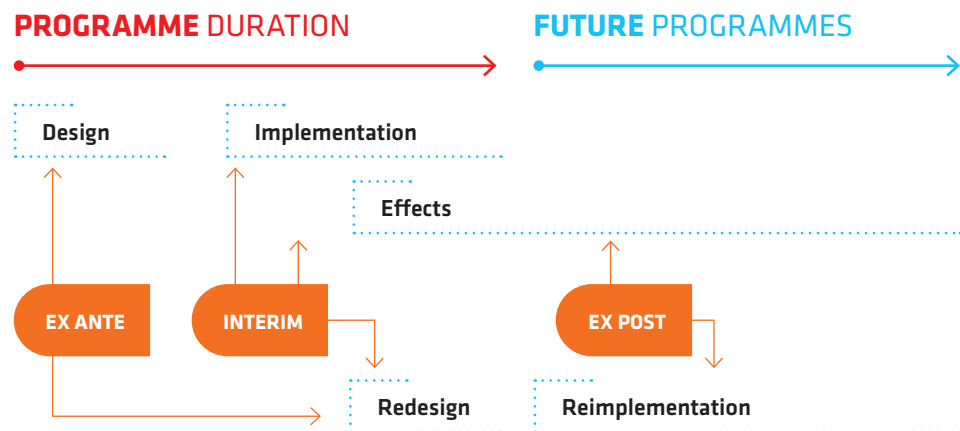 PROGRAMME DURATION
FUTURE PROGRAMMES
Design
Implementation
Effects
EX ANTE
INTERIM
EX POST
Redesign
Reimplementation